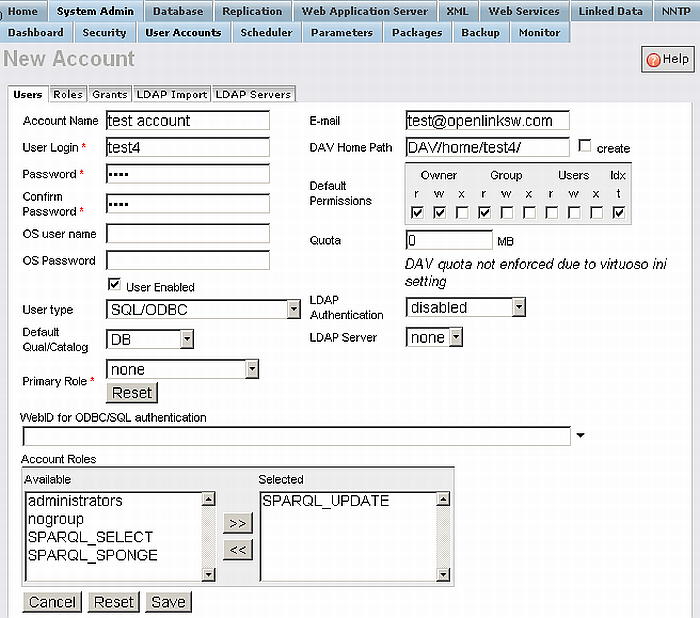 Home System Admin Database Replication Web Application Server XML Web Services Linked Data NNTP
Dashboard Security User Accounts Scheduler Parameters Packages Backup Monitor
New Account
Help
Users Roles Grants LDAP Import LDAP Servers
Account Name test account E-mail test@openlinksw.com
User Login * test4 DAV Home Path DAV/home/test4/ create
Password * ••••
Confirm
Password * ••••
Default
Permissions
Owner Group Users Idx
r w x r w x r w x t
OS user name
Quota 0 MB
OS Password
DAV quota not enforced due to virtuoso ini
setting
User Enabled
User type SQL/ODBC
LDAP
Authentication disabled
Default
Qual/Catalog DB
LDAP Server none
Primary Role * none
Reset
WebID for ODBC/SQL authentication
Account Roles
Available Selected
administrators SPARQL_UPDATE
nogroup
SPARQL_SELECT
SPARQL_SPONGE
>>
<<
Cancel Reset Save